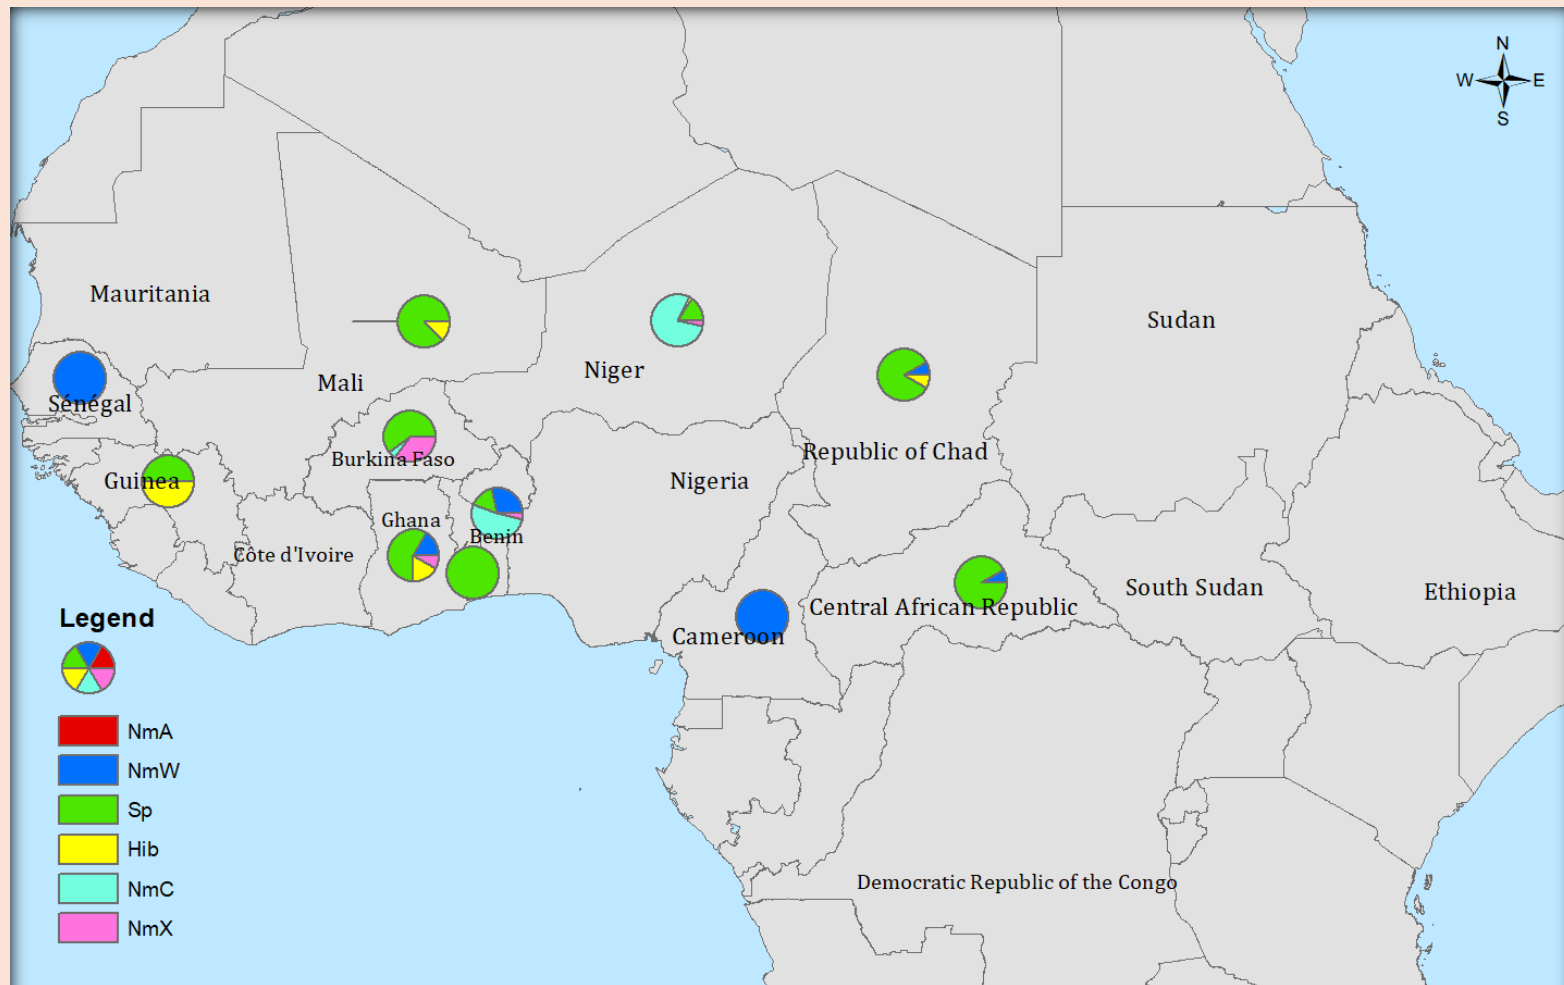 N
W E
S
Mauritania
Sudan
Niger
Mali
Sénégal
Republic of Chad
Burkina Faso
Guinea
Nigeria
Ghana
Benin
Côte d'Ivoire
South Sudan
Ethiopia
Central African Republic
Cameroon
Democratic Republic of the Congo
Legend
NmA
NmW
Sp
Hib
NmC
NmX